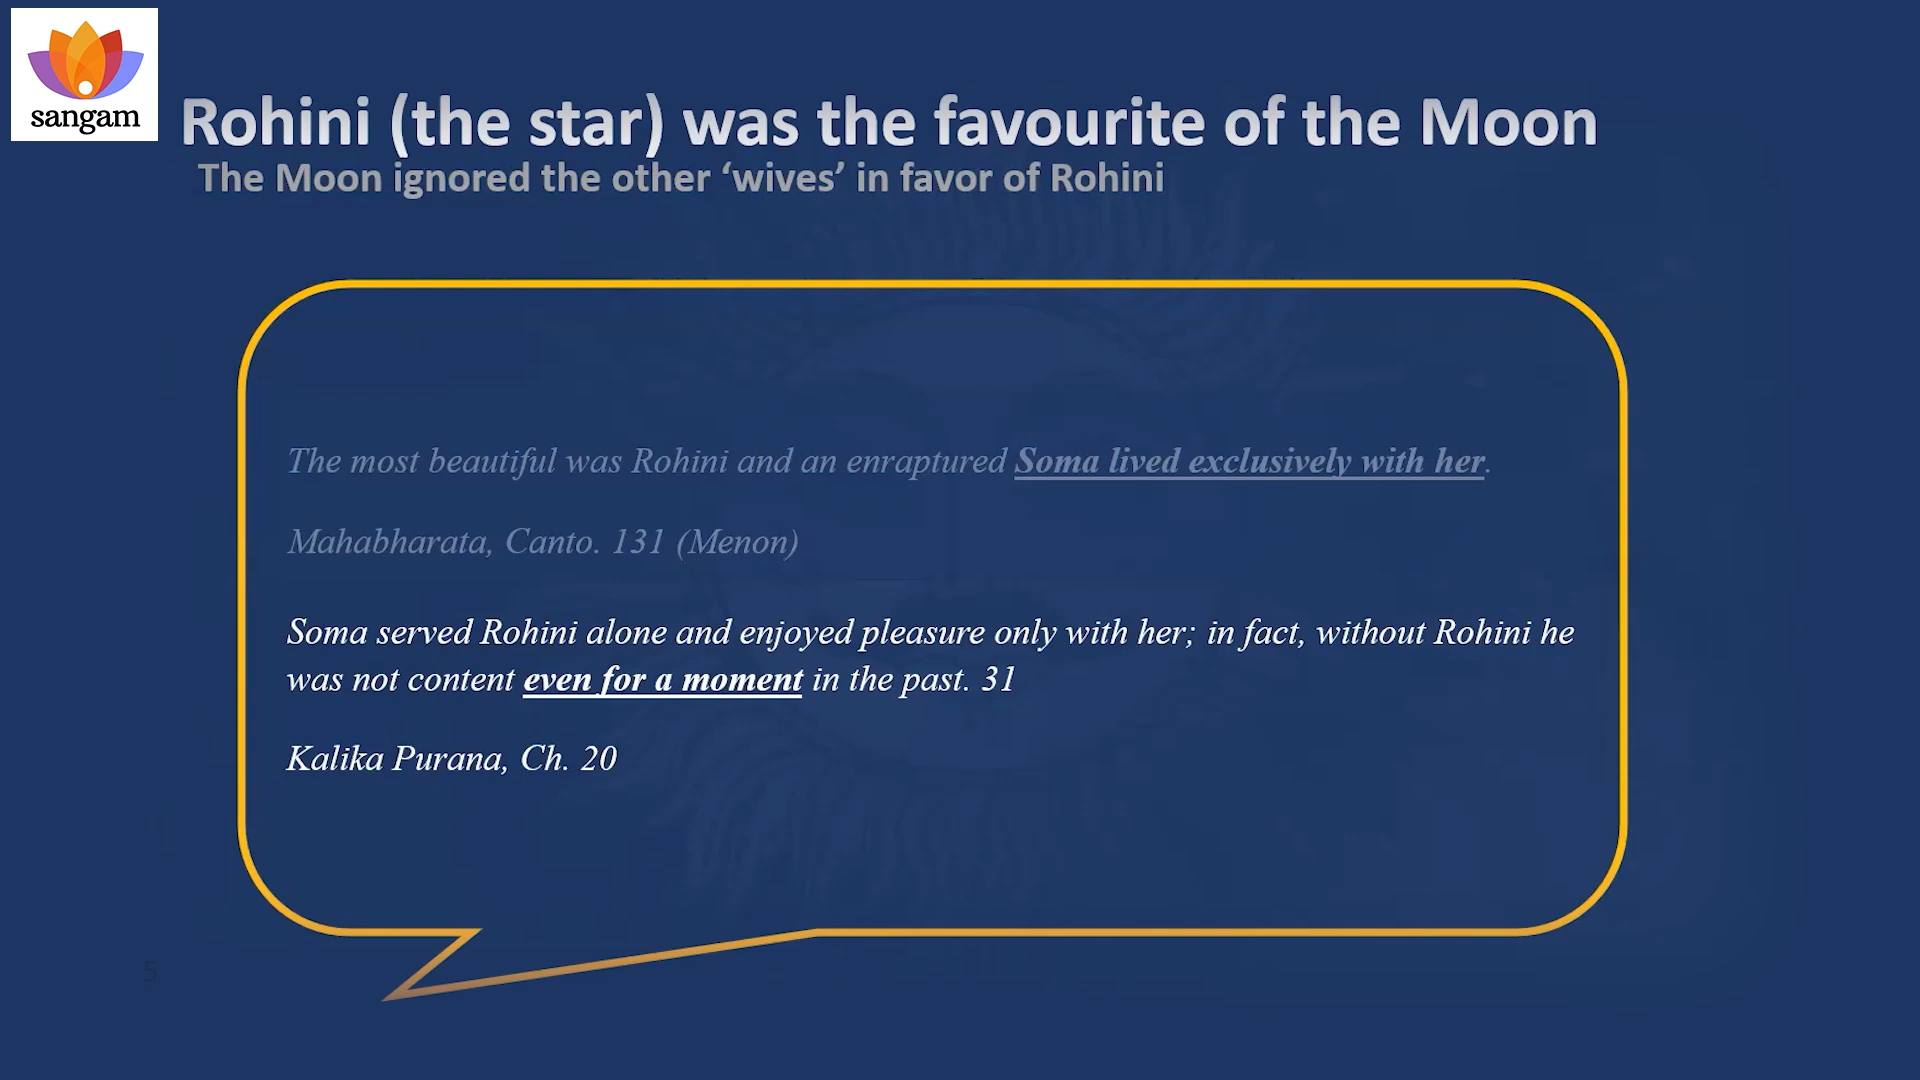 sangam
Rohini (the star) was the favourite of the Moon
The Moon ignored the other ‘wives’ in favor of Rohini
The most beautiful was Rohini and an enraptured Soma lived exclusively with her.
Mahabharata, Canto. 131 (Menon)
Soma served Rohini alone and enjoyed pleasure only with her; in fact, without Rohini he
was not content even for a moment in the past. 31
Kalika Purana, Ch. 20
5